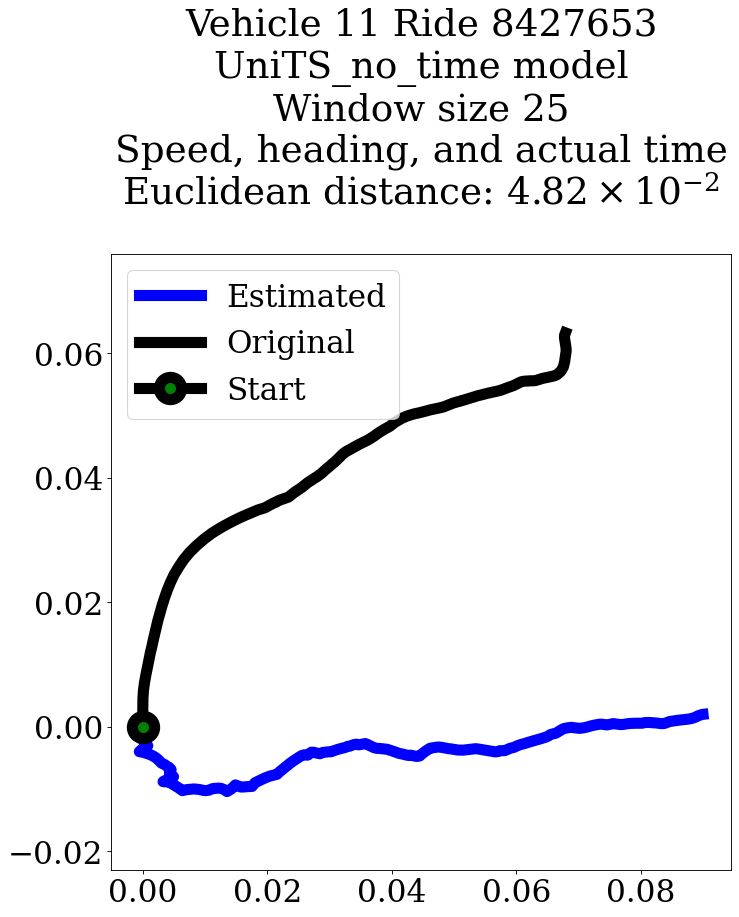 Vehicle 11 Ride 8427653
UniTS_no_time model
Window size 25
Speed, heading, and actual time
Euclidean distance: 4.82 × 10⁻²
Estimated
Original
Start
0.06
0.04
0.02
0.00
−0.02
0.00 0.02 0.04 0.06 0.08